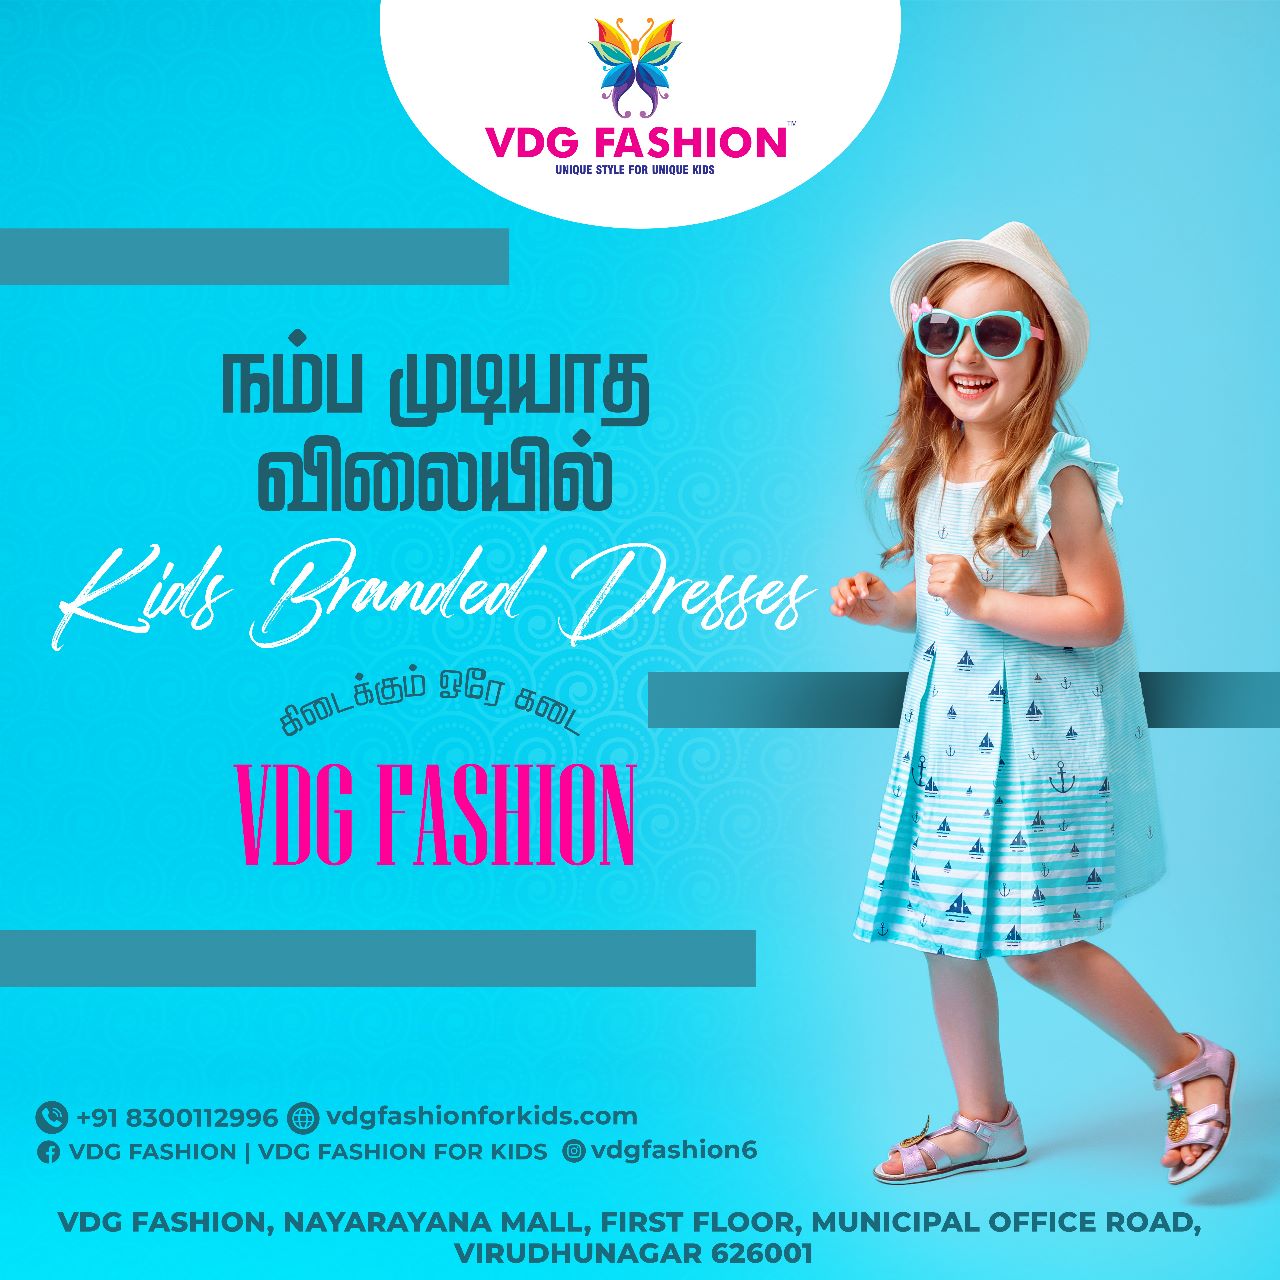 VDG FASHION™
UNIQUE STYLE FOR UNIQUE KIDS
நம்ப முடியாத
விலையில்
Kids Branded Dresses
கிடைக்கும் ஒரே கடை
VDG FASHION
+91 8300112996 vdgfashionforkids.com
VDG FASHION | VDG FASHION FOR KIDS vdgfashion6
VDG FASHION, NAYARAYANA MALL, FIRST FLOOR, MUNICIPAL OFFICE ROAD,
VIRUDHUNAGAR 626001